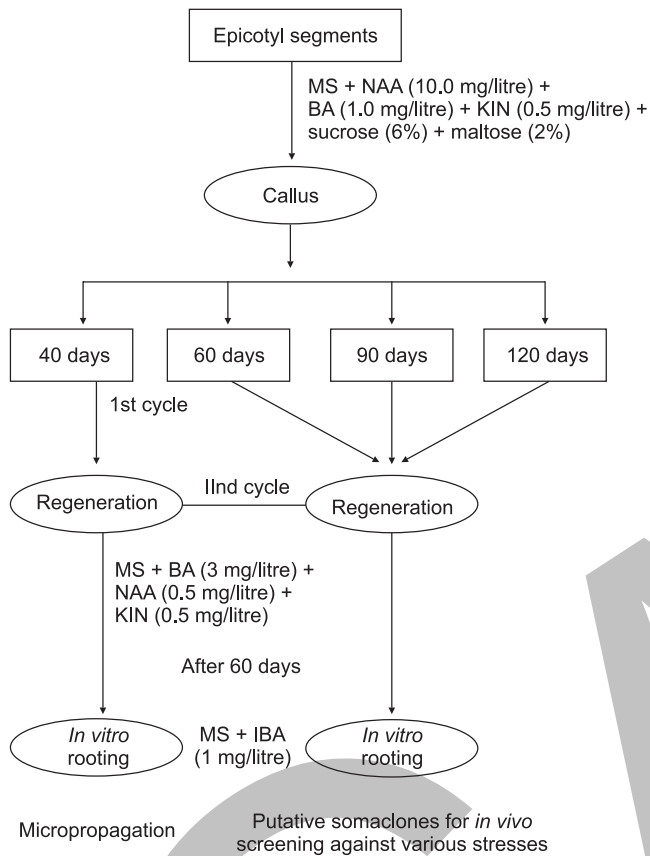 Epicotyl segments
MS + NAA (10.0 mg/litre) +
BA (1.0 mg/litre) + KIN (0.5 mg/litre) +
sucrose (6%) + maltose (2%)
Callus
40 days
60 days
90 days
120 days
1st cycle
Regeneration
IInd cycle
Regeneration
MS + BA (3 mg/litre) +
NAA (0.5 mg/litre) +
KIN (0.5 mg/litre)
After 60 days
In vitro
rooting
MS + IBA
(1 mg/litre)
In vitro
rooting
Micropropagation
Putative somaclones for in vivo
screening against various stresses